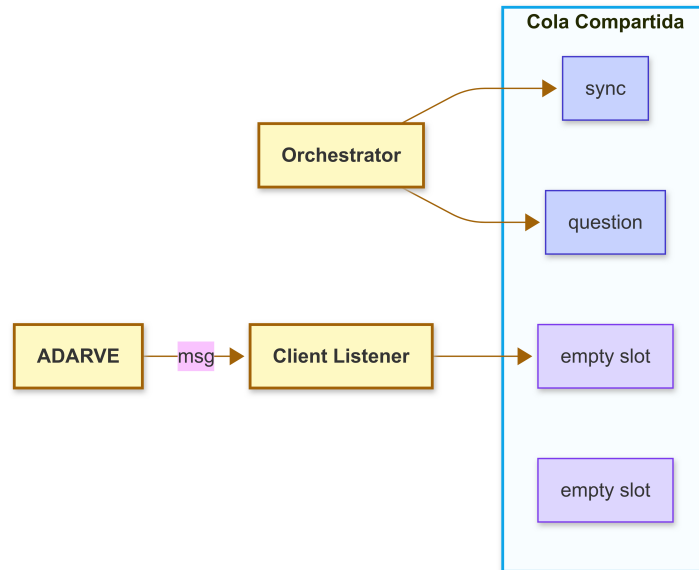 Cola Compartida
sync
Orchestrator
question
ADARVE
msg
Client Listener
empty slot
empty slot